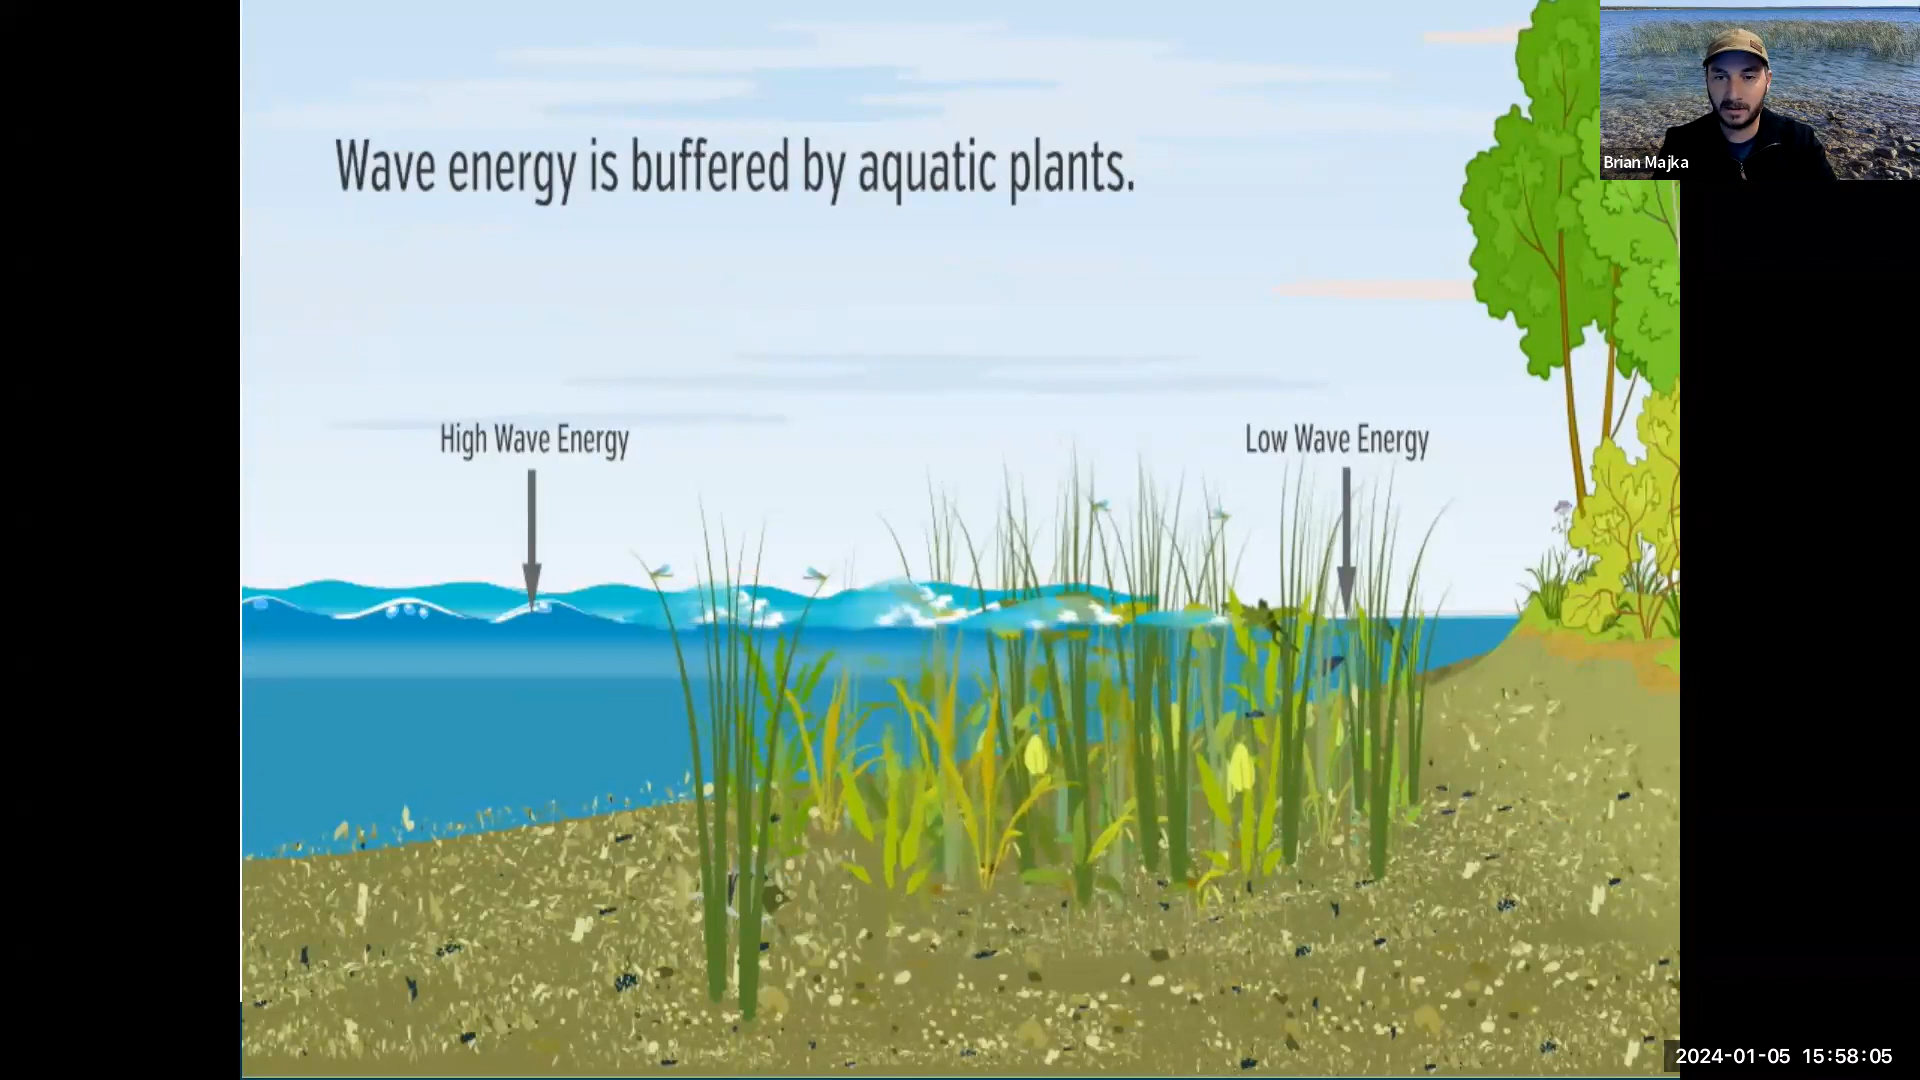 Wave energy is buffered by aquatic plants.
Brian Majka
High Wave Energy
Low Wave Energy
2024-01-05 15:58:05